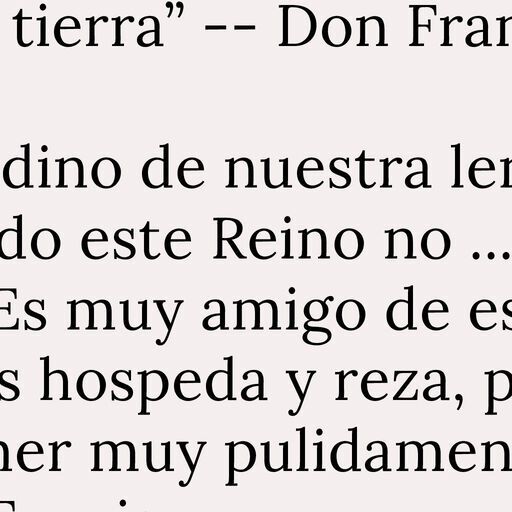 tierra” -- Don Fran
dino de nuestra ler
do este Reino no ...
Es muy amigo de es
s hospeda y reza, p
ner muy pulidamen